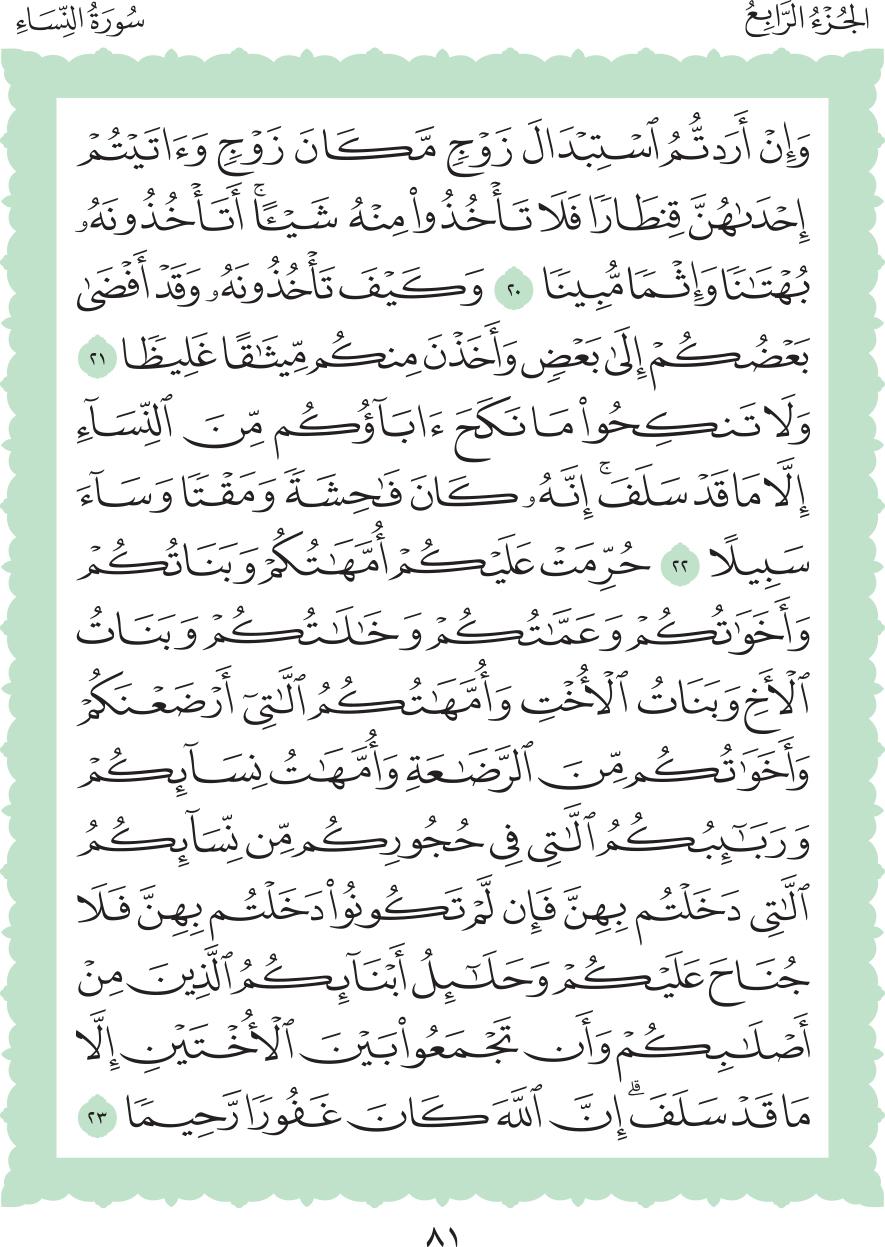 الجُزْءُ الرَّابِعُ
سُورَةُ النِّسَاءِ
وَإِنْ أَرَدتُّمُ ٱسْتِبْدَالَ زَوْجٍ مَّكَانَ زَوْجٍ وَءَاتَيْتُمْ
إِحْدَىٰهُنَّ قِنطَارًا فَلَا تَأْخُذُوا۟ مِنْهُ شَيْـًٔا ۚ أَتَأْخُذُونَهُۥ
بُهْتَـٰنًا وَإِثْمًا مُّبِينًا ٢٠ وَكَيْفَ تَأْخُذُونَهُۥ وَقَدْ أَفْضَىٰ
بَعْضُكُمْ إِلَىٰ بَعْضٍ وَأَخَذْنَ مِنكُم مِّيثَـٰقًا غَلِيظًا ٢١
وَلَا تَنكِحُوا۟ مَا نَكَحَ ءَابَآؤُكُم مِّنَ ٱلنِّسَآءِ
إِلَّا مَا قَدْ سَلَفَ ۚ إِنَّهُۥ كَانَ فَـٰحِشَةً وَمَقْتًا وَسَآءَ
سَبِيلًا ٢٢ حُرِّمَتْ عَلَيْكُمْ أُمَّهَـٰتُكُمْ وَبَنَاتُكُمْ
وَأَخَوَٰتُكُمْ وَعَمَّـٰتُكُمْ وَخَـٰلَـٰتُكُمْ وَبَنَاتُ
ٱلْأَخِ وَبَنَاتُ ٱلْأُخْتِ وَأُمَّهَـٰتُكُمُ ٱلَّـٰتِىٓ أَرْضَعْنَكُمْ
وَأَخَوَٰتُكُم مِّنَ ٱلرَّضَـٰعَةِ وَأُمَّهَـٰتُ نِسَآئِكُمْ
وَرَبَـٰٓئِبُكُمُ ٱلَّـٰتِى فِى حُجُورِكُم مِّن نِّسَآئِكُمُ
ٱلَّـٰتِى دَخَلْتُم بِهِنَّ فَإِن لَّمْ تَكُونُوا۟ دَخَلْتُم بِهِنَّ فَلَا
جُنَاحَ عَلَيْكُمْ وَحَلَـٰٓئِلُ أَبْنَآئِكُمُ ٱلَّذِينَ مِنْ
أَصْلَـٰبِكُمْ وَأَن تَجْمَعُوا۟ بَيْنَ ٱلْأُخْتَيْنِ إِلَّا
مَا قَدْ سَلَفَ ۗ إِنَّ ٱللَّهَ كَانَ غَفُورًا رَّحِيمًا ٢٣
٨١